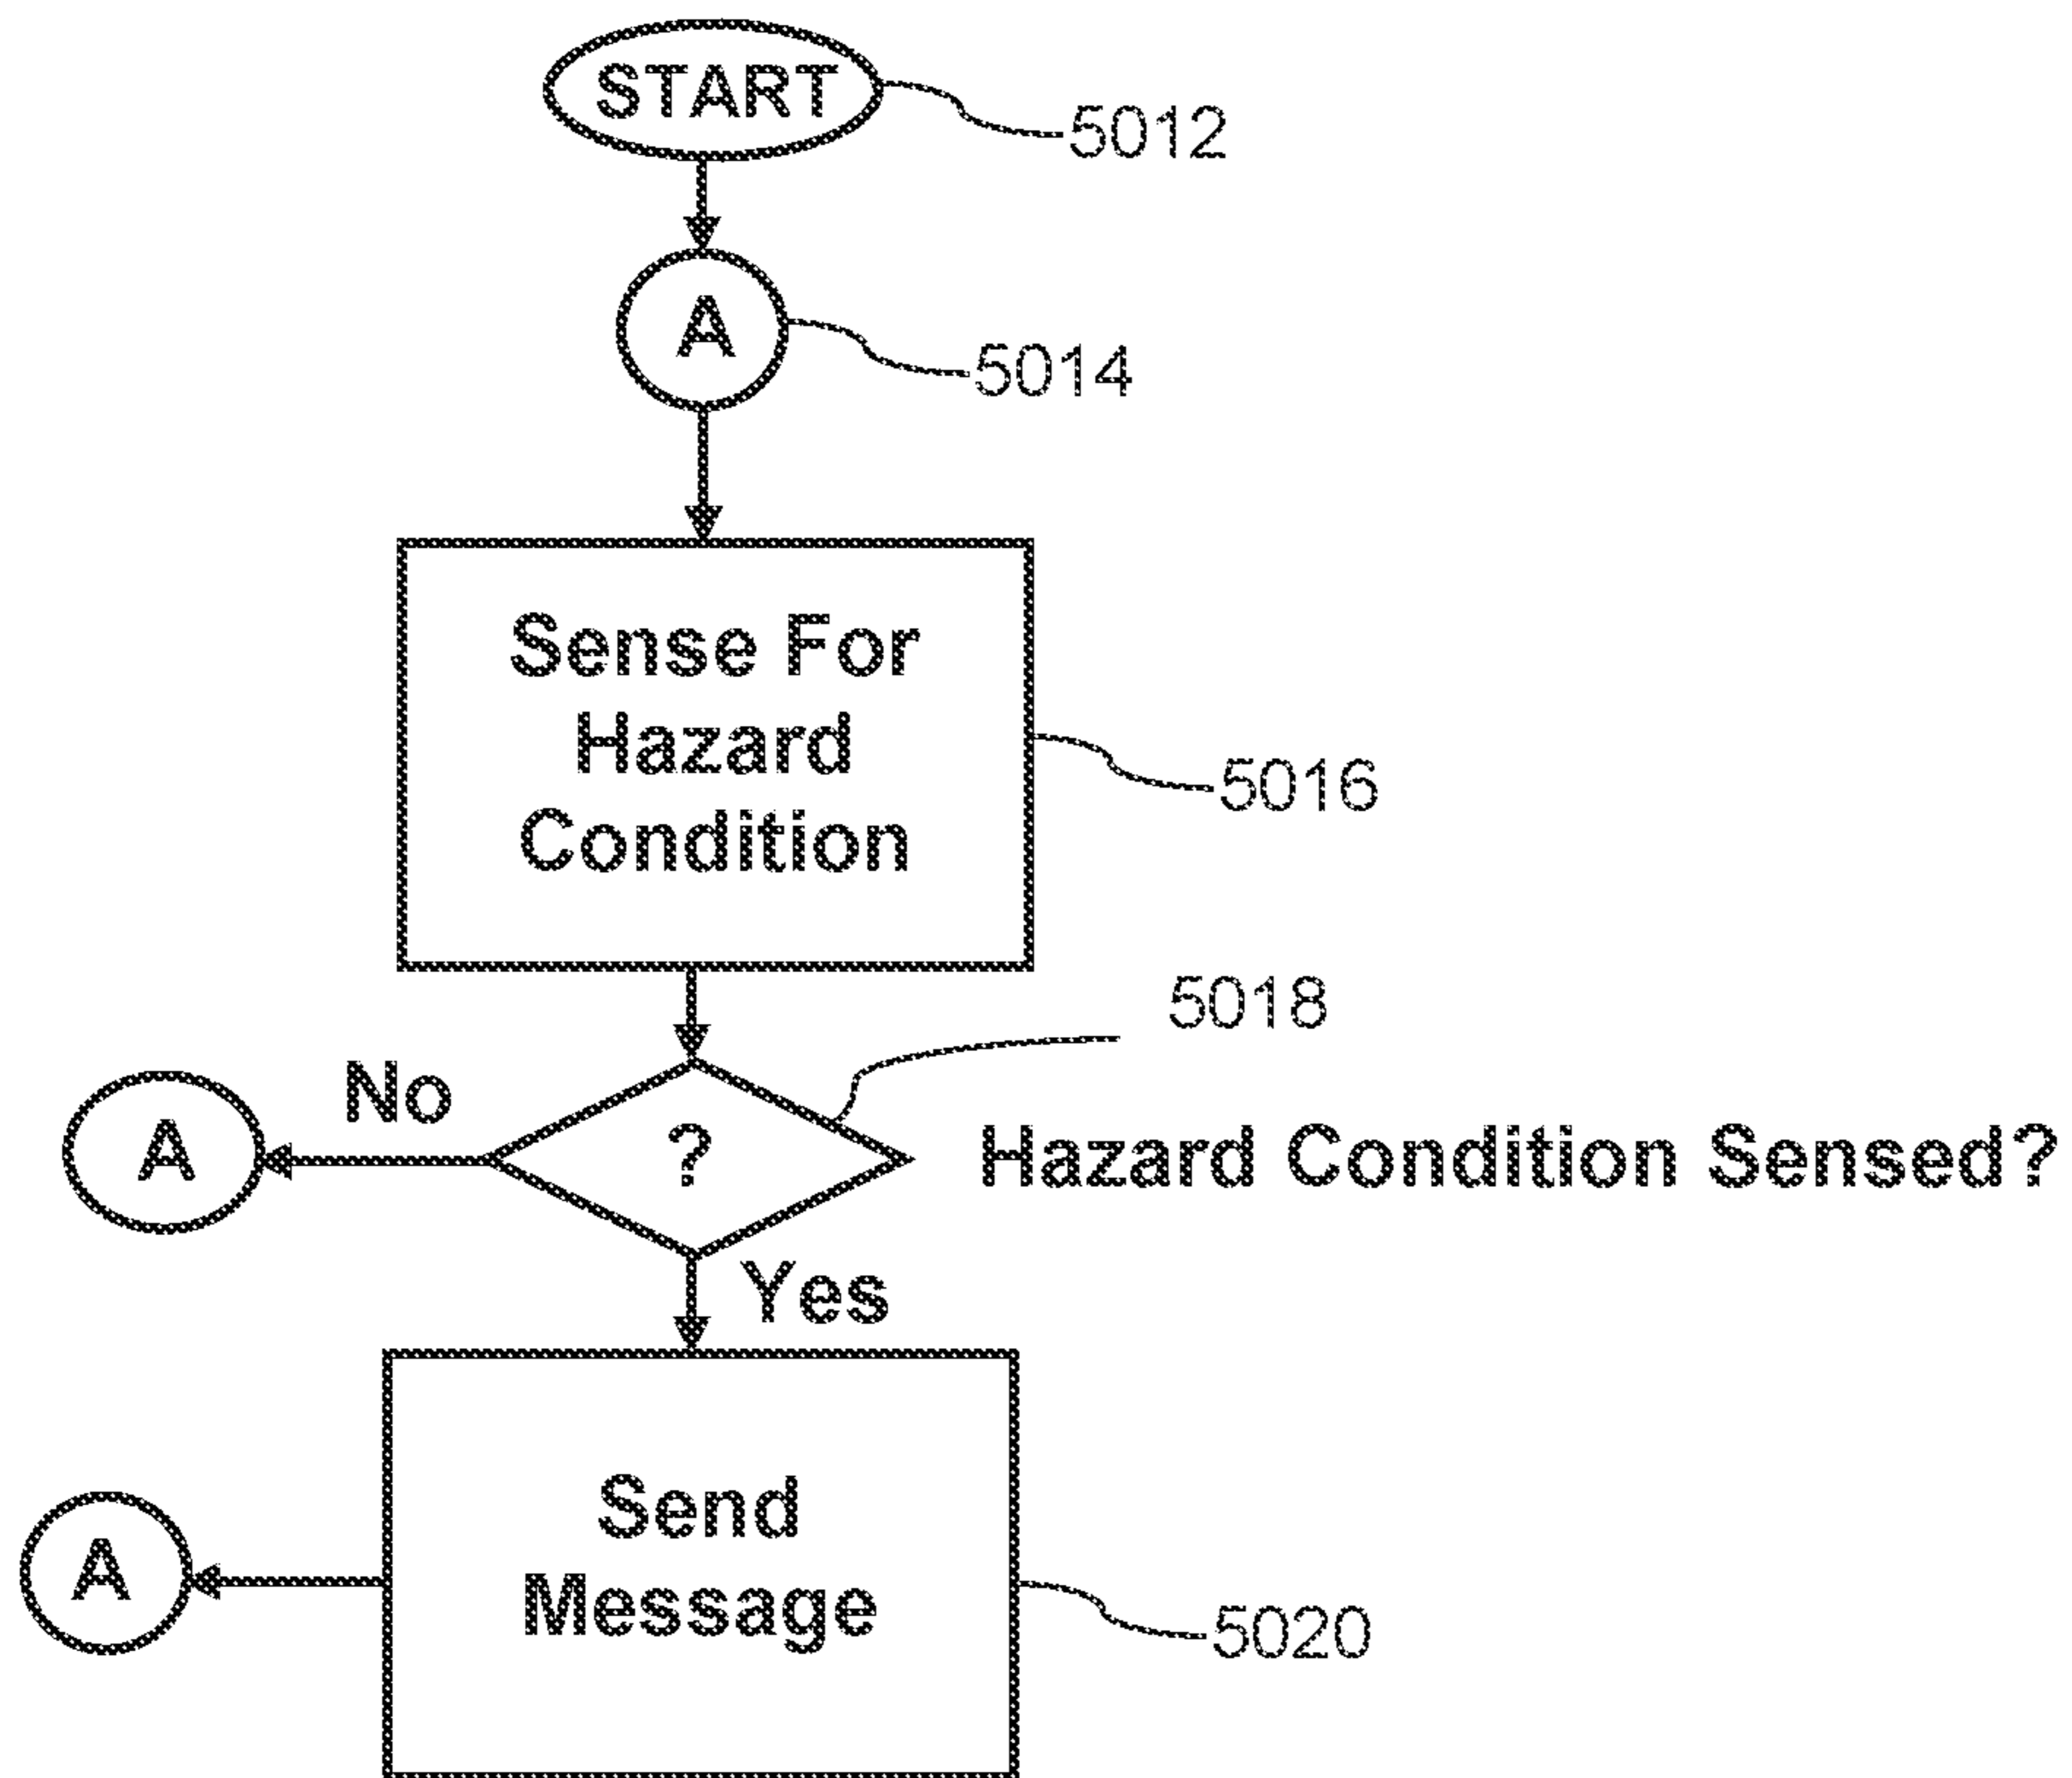 START
5012
A
5014
Sense For
Hazard
Condition
5016
5018
No
A
?
Hazard Condition Sensed?
Yes
Send
Message
A
5020